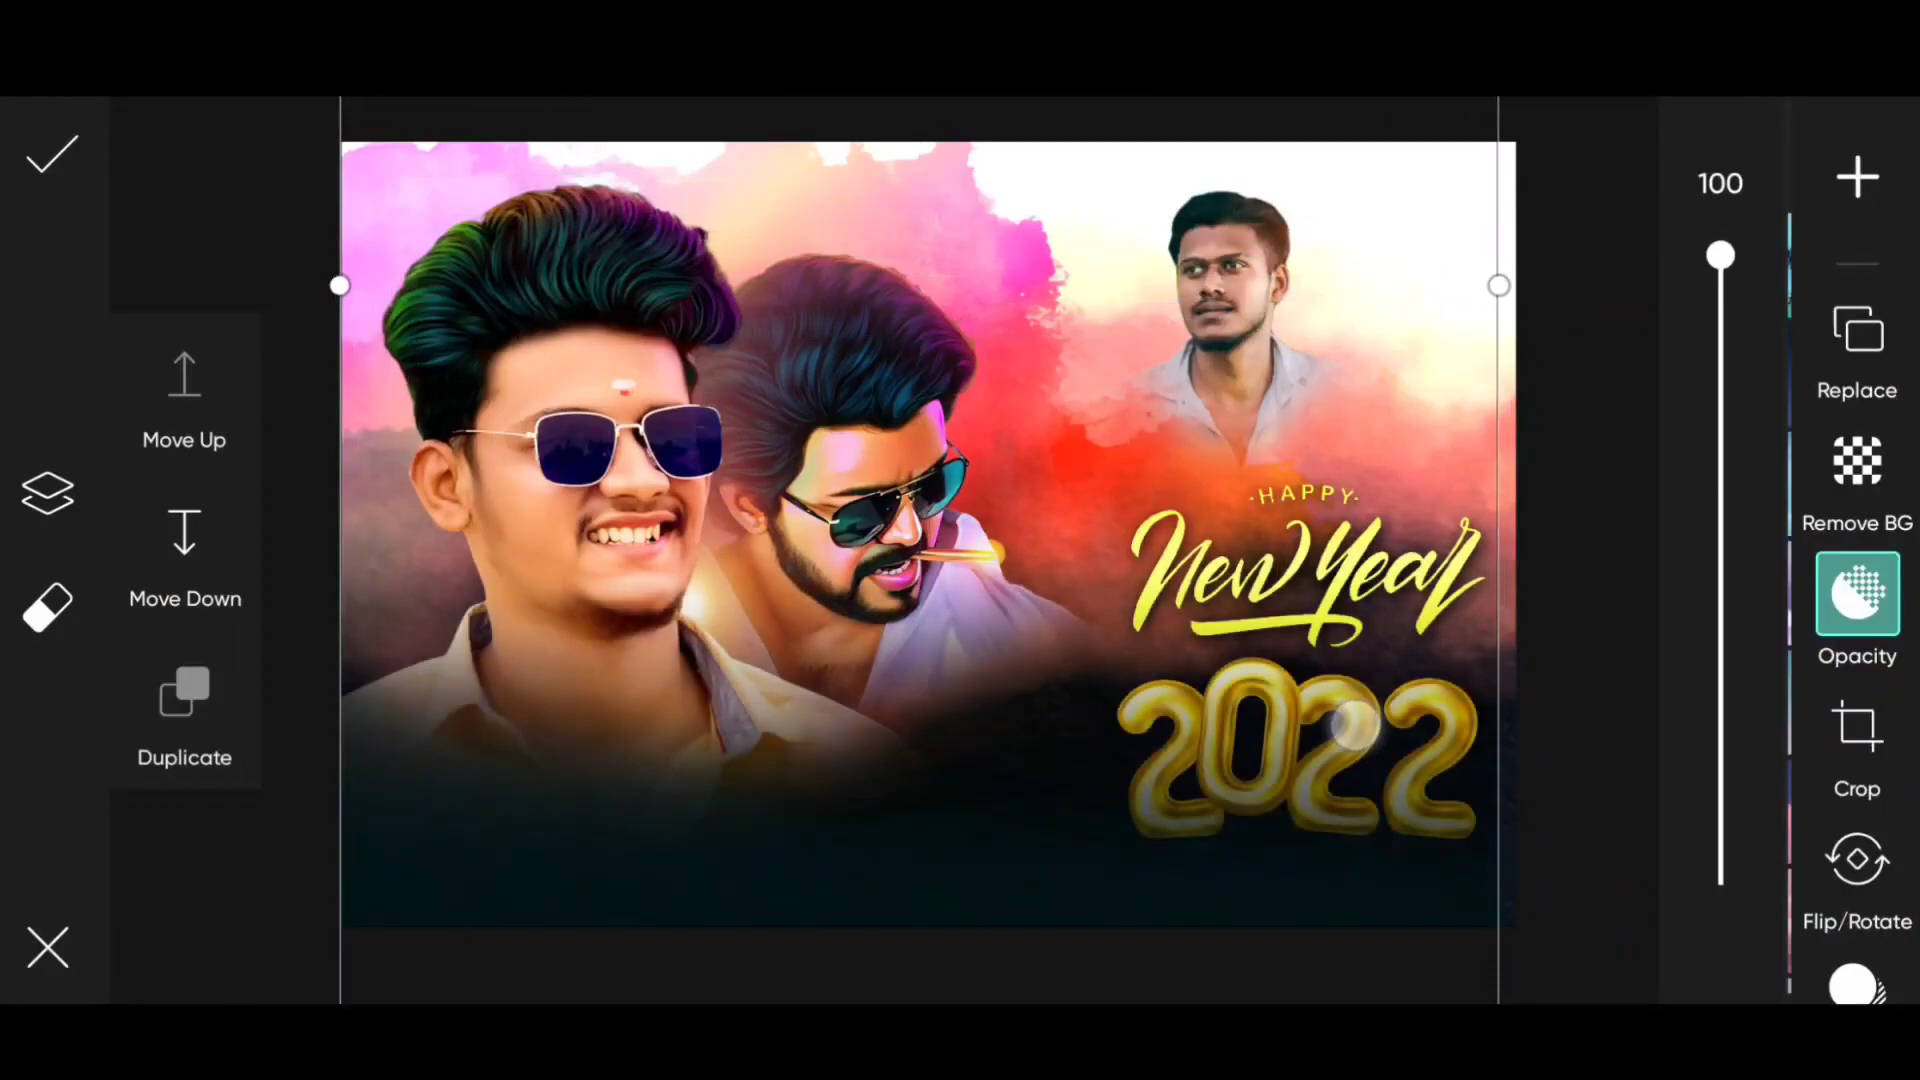 Move Up
Move Down
Duplicate
·HAPPY·
New Year
2022
100
Replace
Remove BG
Opacity
Crop
Flip/Rotate